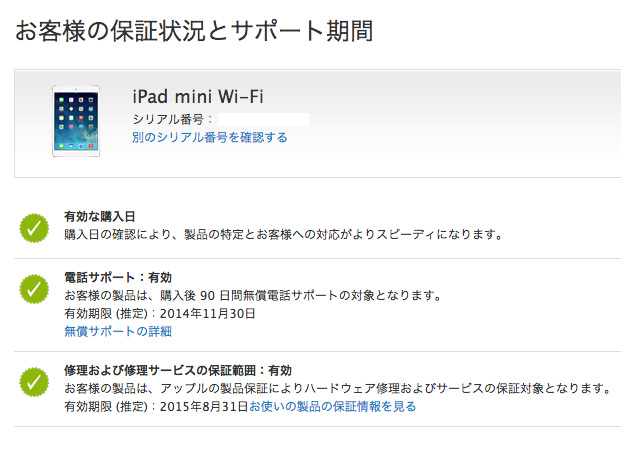 お客様の保証状況とサポート期間
iPad mini Wi-Fi
シリアル番号：
別のシリアル番号を確認する
有効な購入日
購入日の確認により、製品の特定とお客様への対応がよりスピーディになります。
電話サポート：有効
お客様の製品は、購入後 90 日間無償電話サポートの対象となります。
有効期限 (推定)：2014年11月30日
無償サポートの詳細
修理および修理サービスの保証範囲：有効
お客様の製品は、アップルの製品保証によりハードウェア修理およびサービスの保証対象となります。
有効期限 (推定)：2015年8月31日お使いの製品の保証情報を見る